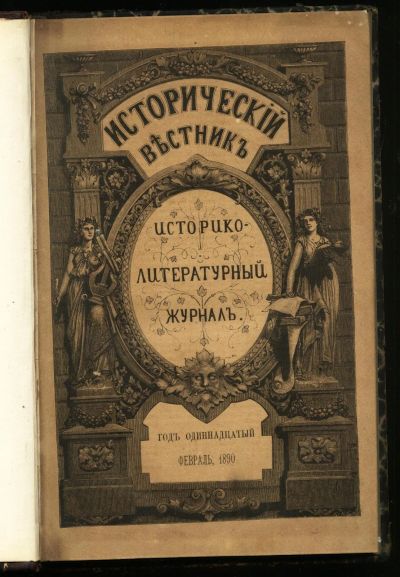 ИСТОРИЧЕСКІЙ
ВѢСТНИКЪ
ИСТОРИКО-
ЛИТЕРАТУРНЫЙ
ЖУРНАЛЪ.
ГОДЪ ОДИННАДЦАТЫЙ
ФЕВРАЛЬ, 1890